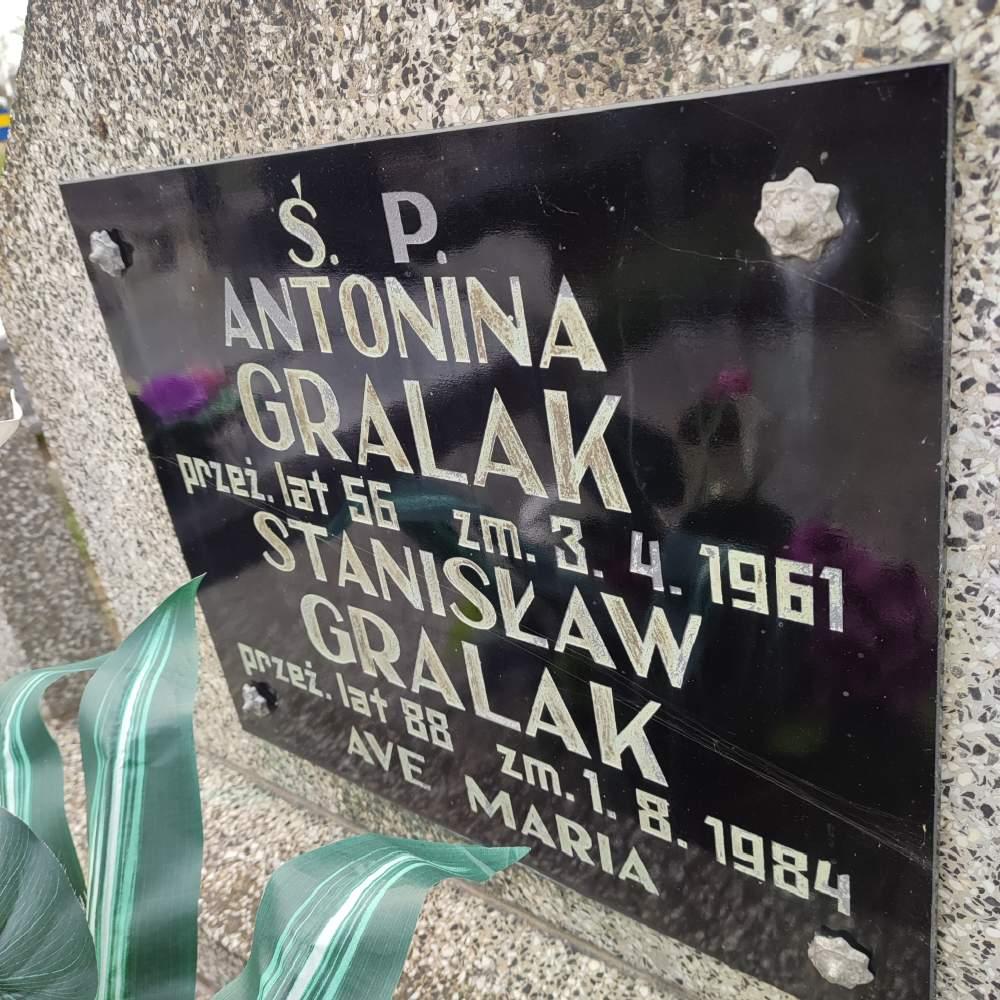 Ś. P.
ANTONINA
GRALAK
przeż. lat 56 zm. 3. 4. 1961
STANISŁAW
GRALAK
przeż. lat 88 zm. 1. 8. 1984
AVE MARIA